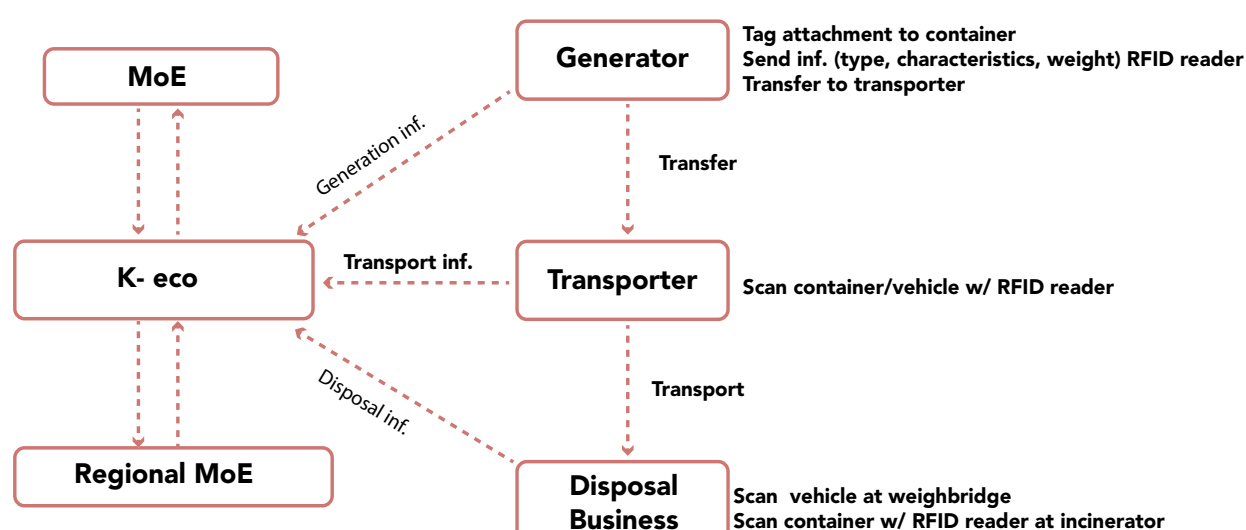 MoE
Generator
Tag attachment to container
Send inf. (type, characteristics, weight) RFID reader
Transfer to transporter
Generation inf.
Transfer
K- eco
Transport inf.
Transporter
Scan container/vehicle w/ RFID reader
Disposal inf.
Transport
Regional MoE
Disposal
Business
Scan vehicle at weighbridge
Scan container w/ RFID reader at incinerator